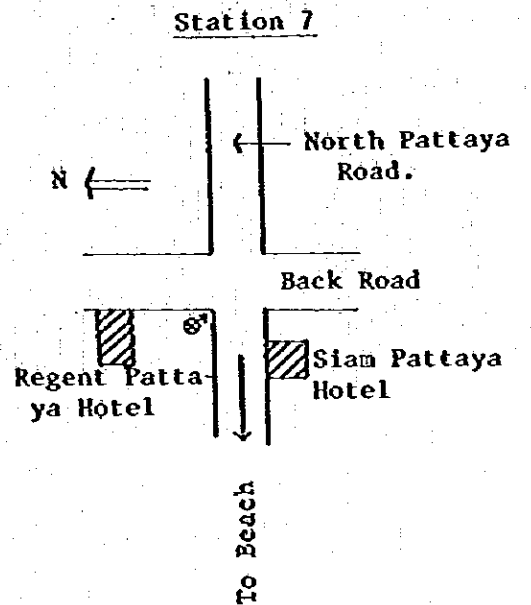 Station 7
North Pattaya
Road.
N
Back Road
Regent Patta-
ya Hotel
Siam Pattaya
Hotel
To Beach